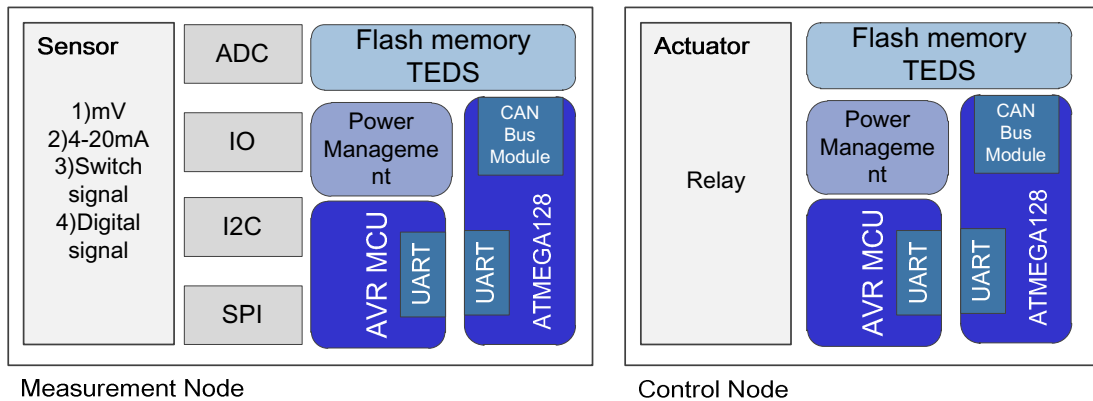 Sensor
1)mV
2)4-20mA
3)Switch
signal
4)Digital
signal
ADC
IO
I2C
SPI
Flash memory
TEDS
Power
Manageme
nt
CAN
Bus
Module
AVR MCU
UART
UART
ATMEGA128
Measurement Node
Actuator
Relay
Flash memory
TEDS
Power
Manageme
nt
CAN
Bus
Module
AVR MCU
UART
UART
ATMEGA128
Control Node